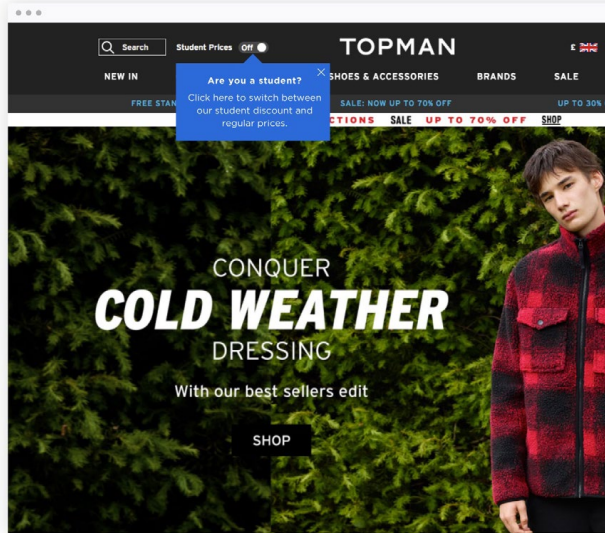 Search
Student Prices Off
TOPMAN
£
NEW IN
SHOES & ACCESSORIES
BRANDS
SALE
Are you a student?
Click here to switch between
our student discount and
regular prices.
FREE
SALE: NOW UP TO 70% OFF
UP TO 30%
SALE UP TO 70% OFF SHOP
CONQUER
COLD WEATHER
DRESSING
With our best sellers edit
SHOP